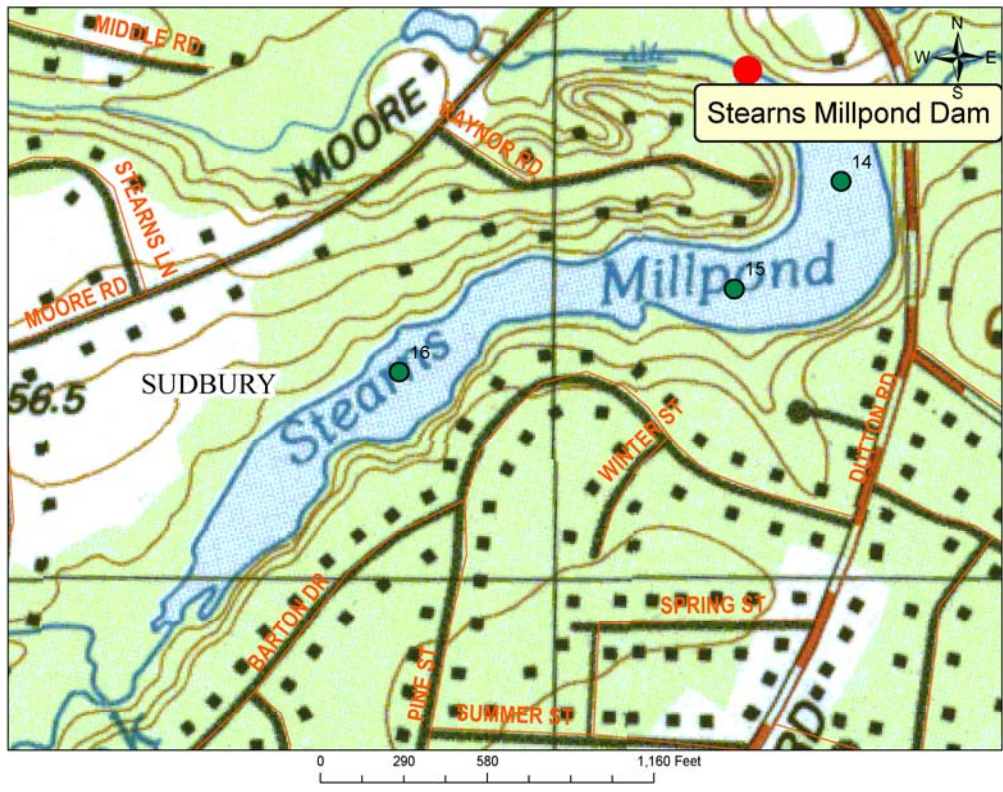 MIDDLE RD
N
W E
S
MOORE
RAYNOR RD
Stearns Millpond Dam
14
STEARNS LN
MOORE RD
Millpond
15
16
Stearns
SUDBURY
56.5
WINTER ST
DUTTON RD
BARTON DR
SPRING ST
PINE ST
SUMMER ST
RD
0 290 580 1,160 Feet